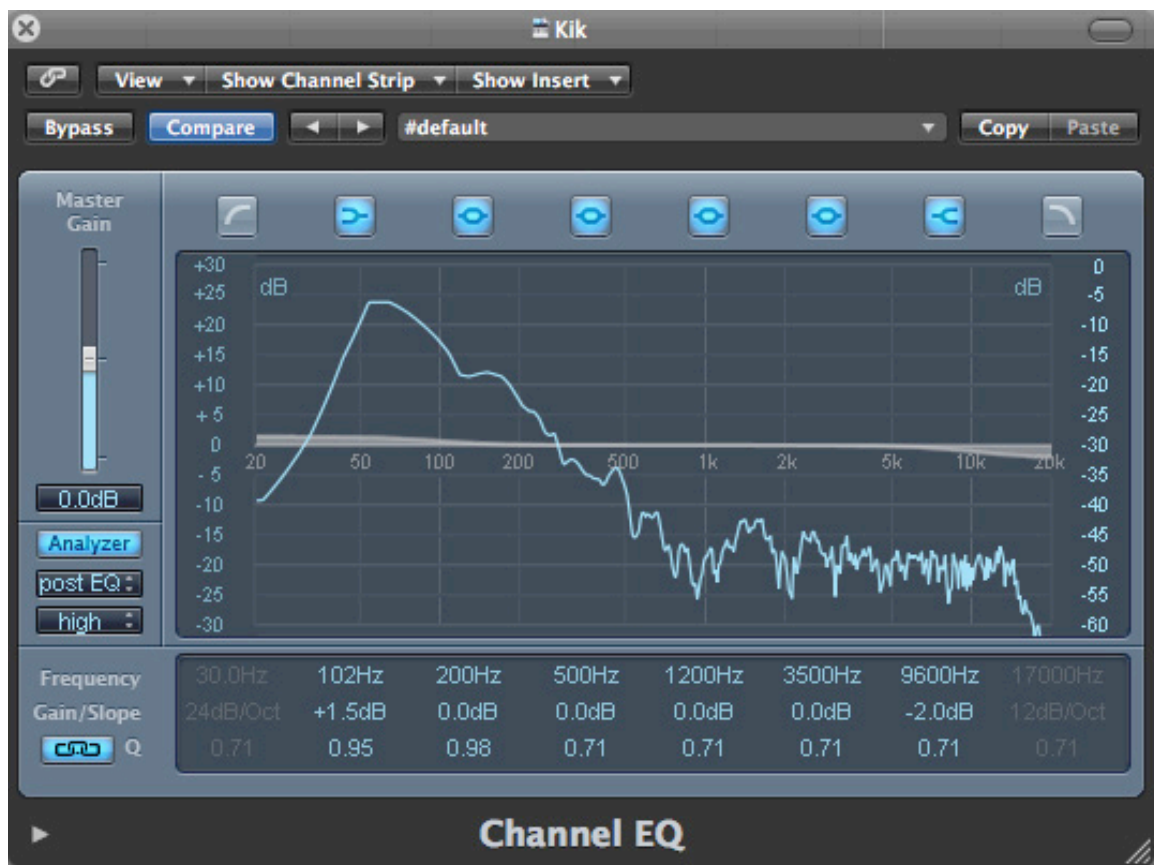 Kik
View Show Channel Strip Show Insert
Bypass Compare #default Copy Paste
Master
Gain
0.0dB
Analyzer
post EQ
high
+30
+25
+20
+15
+10
+ 5
0
- 5
-10
-15
-20
-25
-30
dB dB
20 50 100 200 500 1k 2k 5k 10k 20k
0
-5
-10
-15
-20
-25
-30
-35
-40
-45
-50
-55
-60
Frequency 30.0Hz 102Hz 200Hz 500Hz 1200Hz 3500Hz 9600Hz 17000Hz
Gain/Slope 24dB/Oct +1.5dB 0.0dB 0.0dB 0.0dB 0.0dB -2.0dB 12dB/Oct
Q 0.71 0.95 0.98 0.71 0.71 0.71 0.71 0.71
Channel EQ